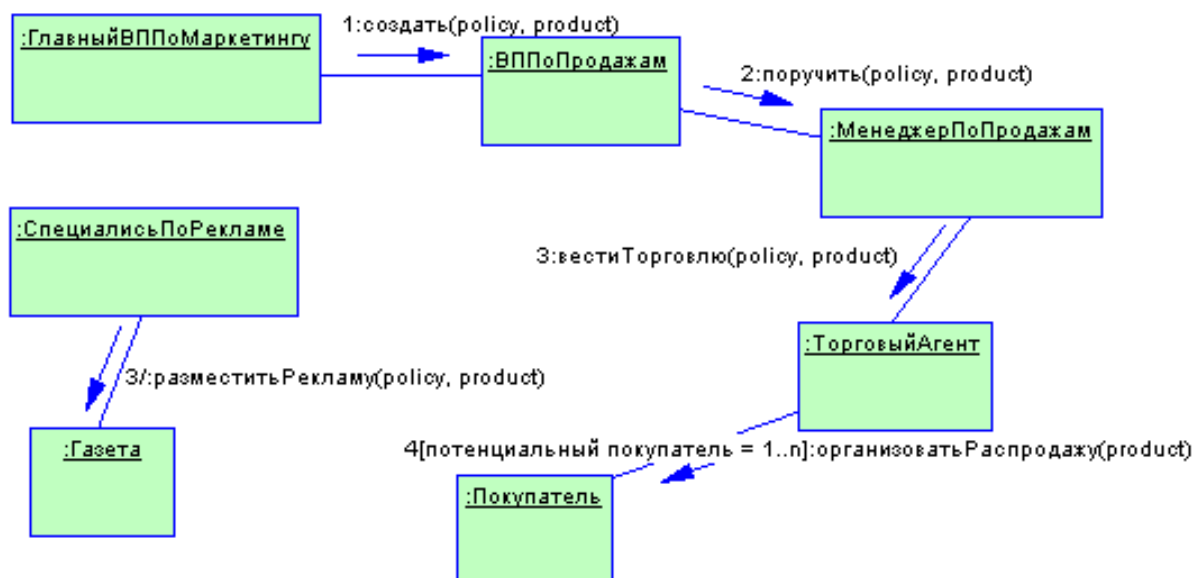 1:создать(policy, product)
:ГлавныйВППоМаркетингу
:ВППоПродажам
2:поручить(policy, product)
:МенеджерПоПродажам
:СпециалисьПоРекламе
3:вестиТорговлю(policy, product)
:ТорговыйАгент
3/:разместитьРекламу(policy, product)
:Газета
4[потенциальный покупатель = 1..n]:организоватьРаспродажу(product)
:Покупатель